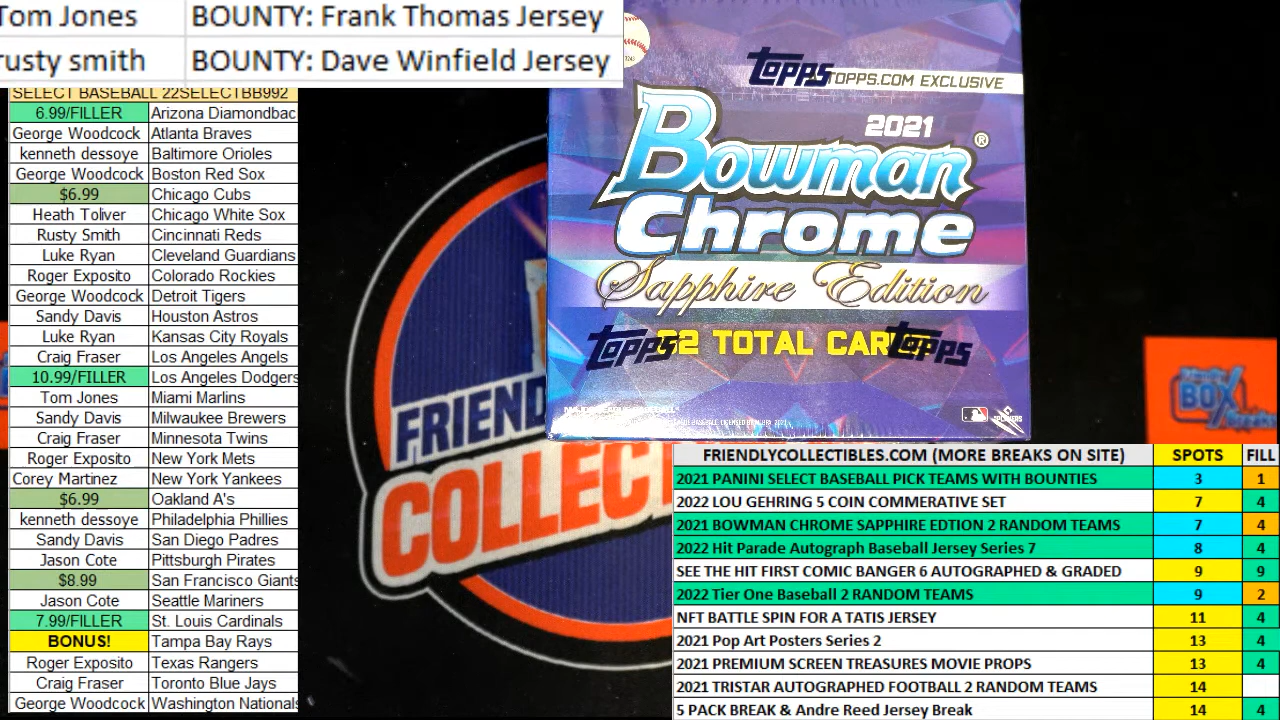 Tom Jones BOUNTY: Frank Thomas Jersey
rusty smith BOUNTY: Dave Winfield Jersey
SELECT BASEBALL 22SELECTBB992
6.99/FILLER Arizona Diamondbac
George Woodcock Atlanta Braves
kenneth dessoye Baltimore Orioles
George Woodcock Boston Red Sox
$6.99 Chicago Cubs
Heath Toliver Chicago White Sox
Rusty Smith Cincinnati Reds
Luke Ryan Cleveland Guardians
Roger Exposito Colorado Rockies
George Woodcock Detroit Tigers
Sandy Davis Houston Astros
Luke Ryan Kansas City Royals
Craig Fraser Los Angeles Angels
10.99/FILLER Los Angeles Dodgers
Tom Jones Miami Marlins
Sandy Davis Milwaukee Brewers
Craig Fraser Minnesota Twins
Roger Exposito New York Mets
Corey Martinez New York Yankees
$6.99 Oakland A's
kenneth dessoye Philadelphia Phillies
Sandy Davis San Diego Padres
Jason Cote Pittsburgh Pirates
$8.99 San Francisco Giants
Jason Cote Seattle Mariners
7.99/FILLER St. Louis Cardinals
BONUS! Tampa Bay Rays
Roger Exposito Texas Rangers
Craig Fraser Toronto Blue Jays
George Woodcock Washington Nationals
Topps TOPPS.COM EXCLUSIVE
2021
Bowman®
Chrome
Sapphire Edition
Topps 32 TOTAL CAR Topps
FRIEND
COLLEC
BOX
FRIENDLYCOLLECTIBLES.COM (MORE BREAKS ON SITE) SPOTS FILL
2021 PANINI SELECT BASEBALL PICK TEAMS WITH BOUNTIES 3 1
2022 LOU GEHRING 5 COIN COMMERATIVE SET 7 4
2021 BOWMAN CHROME SAPPHIRE EDTION 2 RANDOM TEAMS 7 4
2022 Hit Parade Autograph Baseball Jersey Series 7 8 4
SEE THE HIT FIRST COMIC BANGER 6 AUTOGRAPHED & GRADED 9 9
2022 Tier One Baseball 2 RANDOM TEAMS 9 2
NFT BATTLE SPIN FOR A TATIS JERSEY 11 4
2021 Pop Art Posters Series 2 13 4
2021 PREMIUM SCREEN TREASURES MOVIE PROPS 13 4
2021 TRISTAR AUTOGRAPHED FOOTBALL 2 RANDOM TEAMS 14
5 PACK BREAK & Andre Reed Jersey Break 14 4